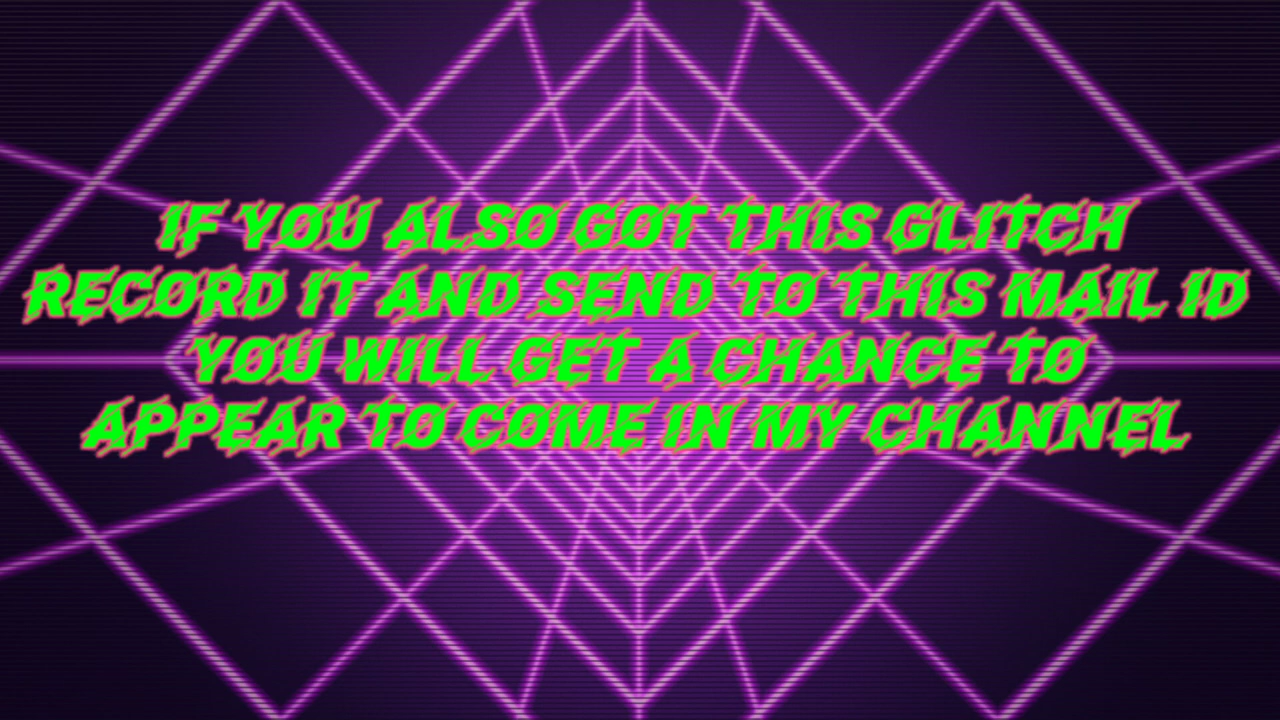 IF YOU ALSO GOT THIS GLITCH
RECORD IT AND SEND TO THIS MAIL ID
YOU WILL GET A CHANCE TO
APPEAR TO COME IN MY CHANNEL